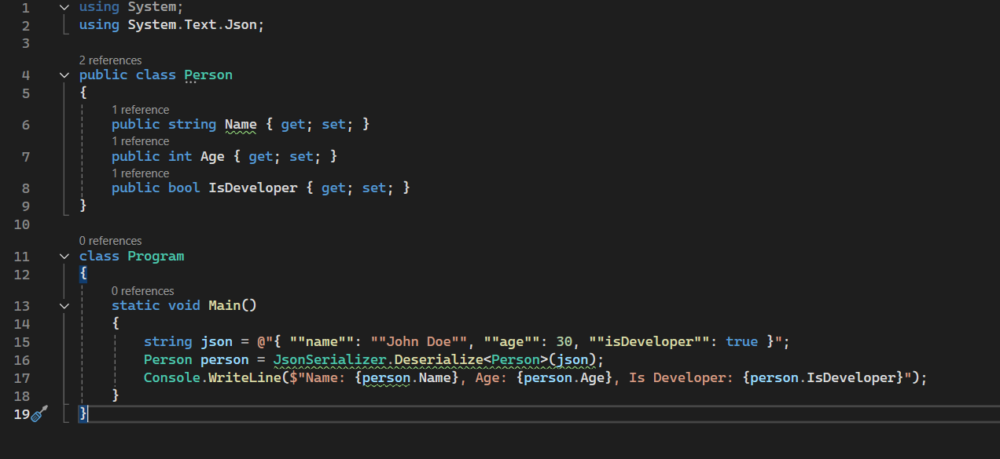 1 using System;
2 using System.Text.Json;
3
2 references
4 public class Person
5 {
1 reference
6 public string Name { get; set; }
1 reference
7 public int Age { get; set; }
1 reference
8 public bool IsDeveloper { get; set; }
9 }
10
0 references
11 class Program
12 {
0 references
13 static void Main()
14 {
15 string json = @"{ ""name"": ""John Doe"", ""age"": 30, ""isDeveloper"": true }";
16 Person person = JsonSerializer.Deserialize<Person>(json);
17 Console.WriteLine($"Name: {person.Name}, Age: {person.Age}, Is Developer: {person.IsDeveloper}");
18 }
19 }